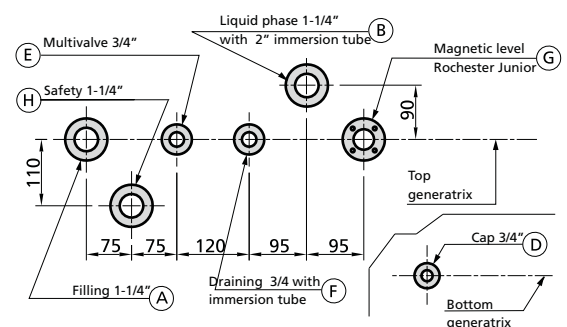 Liquid phase 1-1/4"
with 2" immersion tube
B
Multivalve 3/4"
E
Magnetic level
Rochester Junior
G
H
Safety 1-1/4"
90
110
Top
generatrix
75
75
120
95
95
Cap 3/4"
D
Filling 1-1/4"
A
Draining 3/4 with
immersion tube
F
Bottom
generatrix